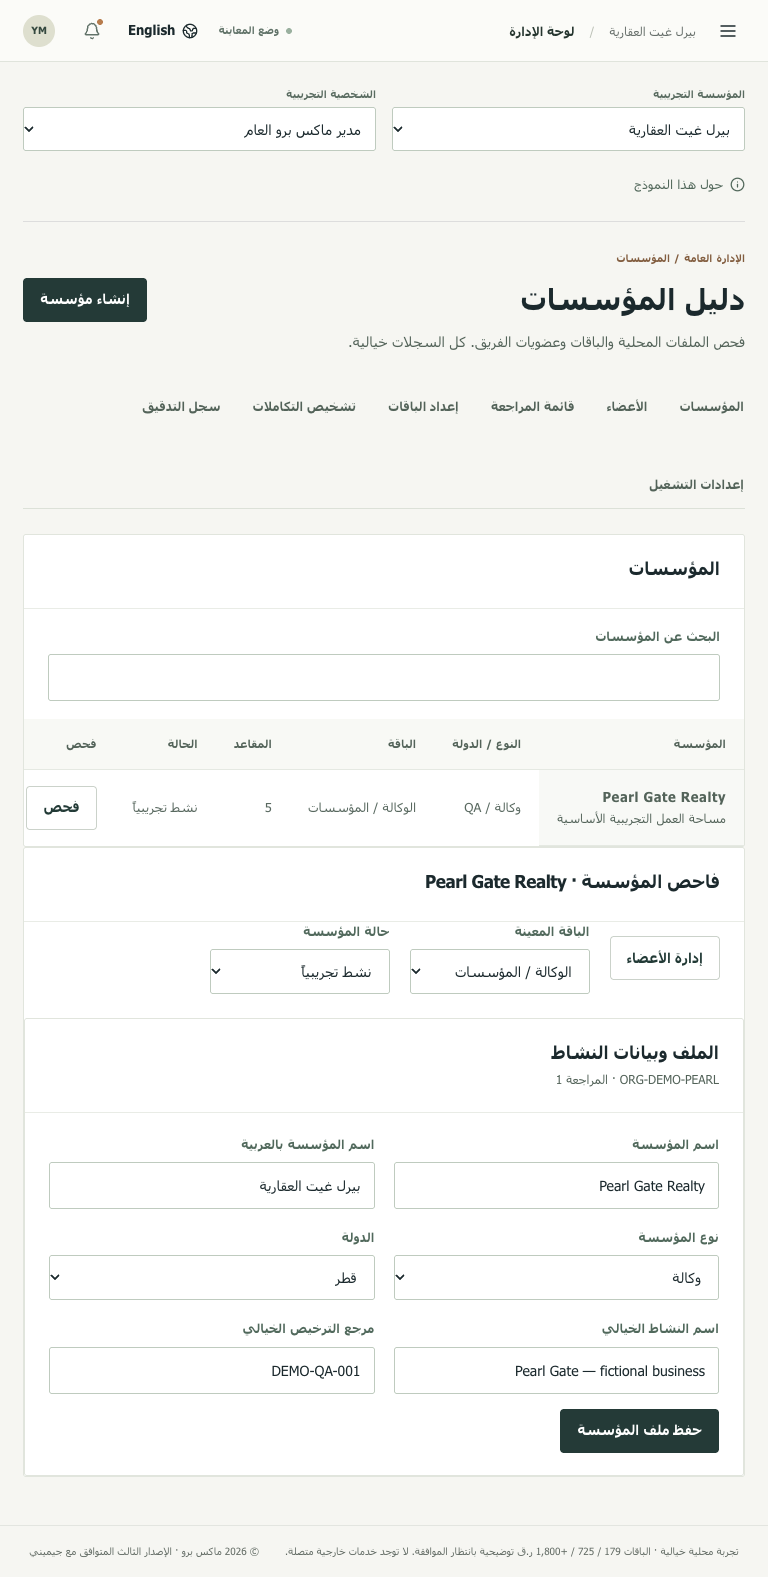 بيرل غيت العقارية / لوحة الإدارة
وضع المعاينة
English
YM
المؤسسة التجريبية
بيرل غيت العقارية
الشخصية التجريبية
مدير ماكس برو العام
حول هذا النموذج
الإدارة العامة / المؤسسات
دليل المؤسسات
إنشاء مؤسسة
فحص الملفات المحلية والباقات وعضويات الفريق. كل السجلات خيالية.
المؤسسات الأعضاء قائمة المراجعة إعداد الباقات تشخيص التكاملات سجل التدقيق
إعدادات التشغيل
المؤسسات
البحث عن المؤسسات
المؤسسة النوع / الدولة الباقة المقاعد الحالة فحص
Pearl Gate Realty
مساحة العمل التجريبية الأساسية
وكالة / QA الوكالة / المؤسسات 5 نشط تجريبياً فحص
فاحص المؤسسة · Pearl Gate Realty
إدارة الأعضاء
الباقة المعينة
الوكالة / المؤسسات
حالة المؤسسة
نشط تجريبياً
الملف وبيانات النشاط
ORG-DEMO-PEARL · المراجعة 1
اسم المؤسسة
Pearl Gate Realty
اسم المؤسسة بالعربية
بيرل غيت العقارية
نوع المؤسسة
وكالة
الدولة
قطر
اسم النشاط الخيالي
Pearl Gate — fictional business
مرجع الترخيص الخيالي
DEMO-QA-001
حفظ ملف المؤسسة
تجربة محلية خيالية · الباقات 179 / 725 / +1,800 ر.ق توضيحية بانتظار الموافقة. لا توجد خدمات خارجية متصلة.
© 2026 ماكس برو · الإصدار الثالث المتوافق مع جيميني